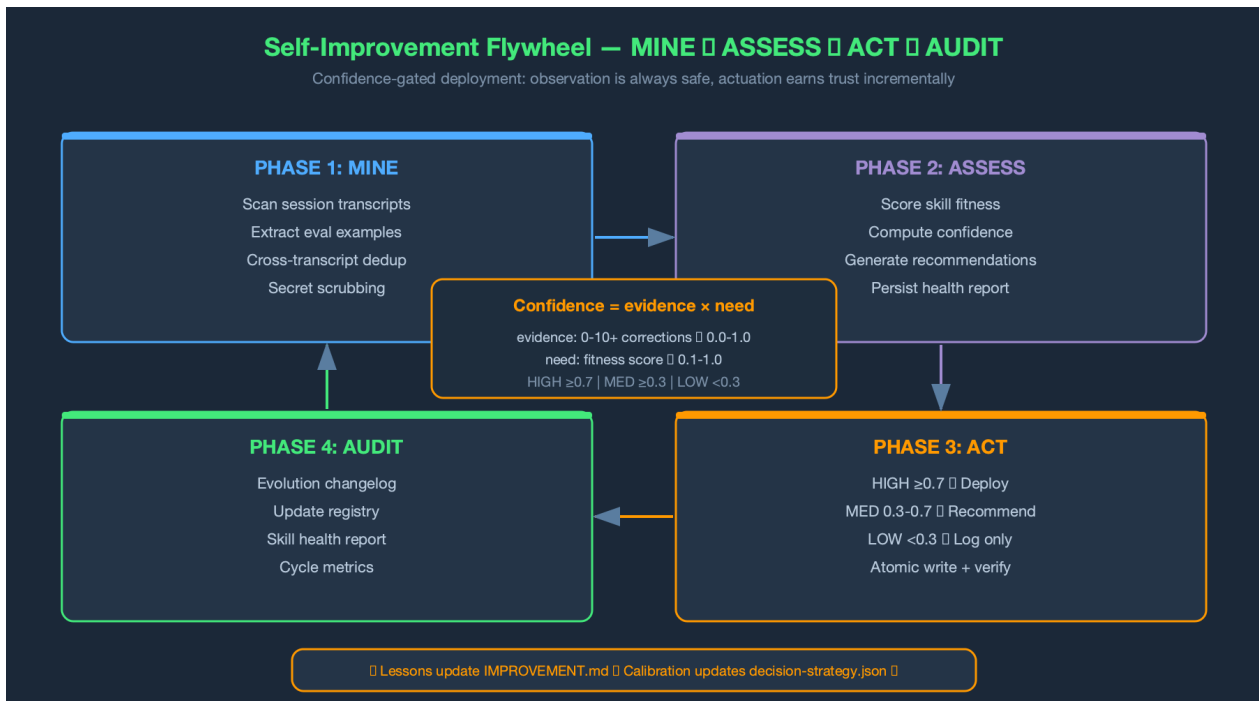 Self-Improvement Flywheel — MINE ▯ ASSESS ▯ ACT ▯ AUDIT
Confidence-gated deployment: observation is always safe, actuation earns trust incrementally
PHASE 1: MINE
Scan session transcripts
Extract eval examples
Cross-transcript dedup
Secret scrubbing
PHASE 2: ASSESS
Score skill fitness
Compute confidence
Generate recommendations
Persist health report
Confidence = evidence × need
evidence: 0-10+ corrections ▯ 0.0-1.0
need: fitness score ▯ 0.1-1.0
HIGH ≥0.7 | MED ≥0.3 | LOW <0.3
PHASE 4: AUDIT
Evolution changelog
Update registry
Skill health report
Cycle metrics
PHASE 3: ACT
HIGH ≥0.7 ▯ Deploy
MED 0.3-0.7 ▯ Recommend
LOW <0.3 ▯ Log only
Atomic write + verify
▯ Lessons update IMPROVEMENT.md ▯ Calibration updates decision-strategy.json ▯